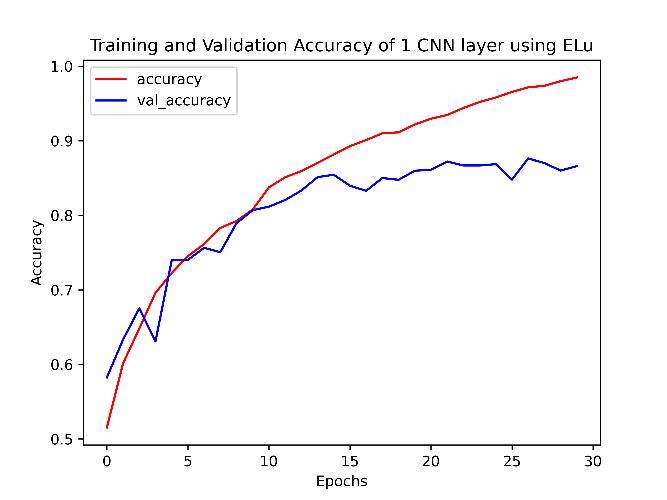 Training and Validation Accuracy of 1 CNN layer using ELu
accuracy
val_accuracy
1.0
0.9
0.8
0.7
0.6
0.5
Accuracy
0 5 10 15 20 25 30
Epochs